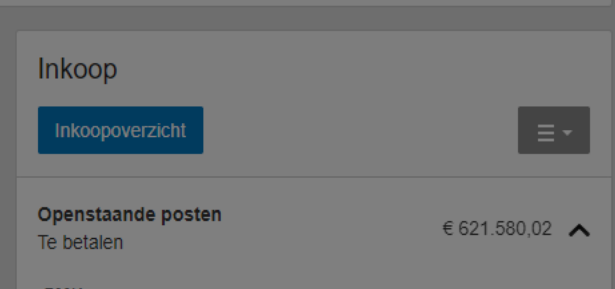 Inkoop
Inkoopoverzicht
Openstaande posten
Te betalen
€ 621.580,02